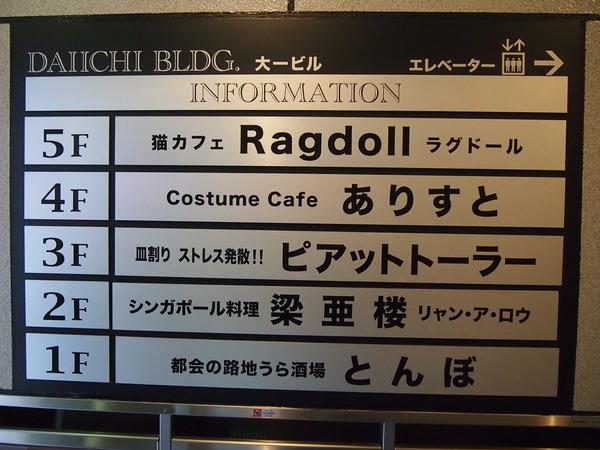 DAIICHI BLDG. 大一ビル エレベーター
INFORMATION
5F 猫カフェ Ragdoll ラグドール
4F Costume Cafe ありすと
3F 皿割り ストレス発散!! ピアットトーラー
2F シンガポール料理 梁亜楼 リャン・ア・ロウ
1F 都会の路地うら酒場 とんぼ